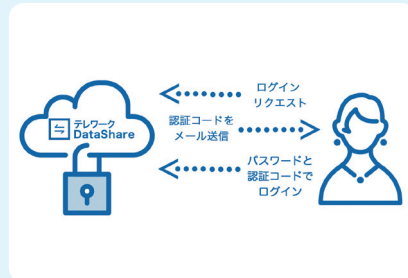 テレワーク
DataShare
ログイン
リクエスト
認証コードを
メール送信
パスワードと
認証コードで
ログイン